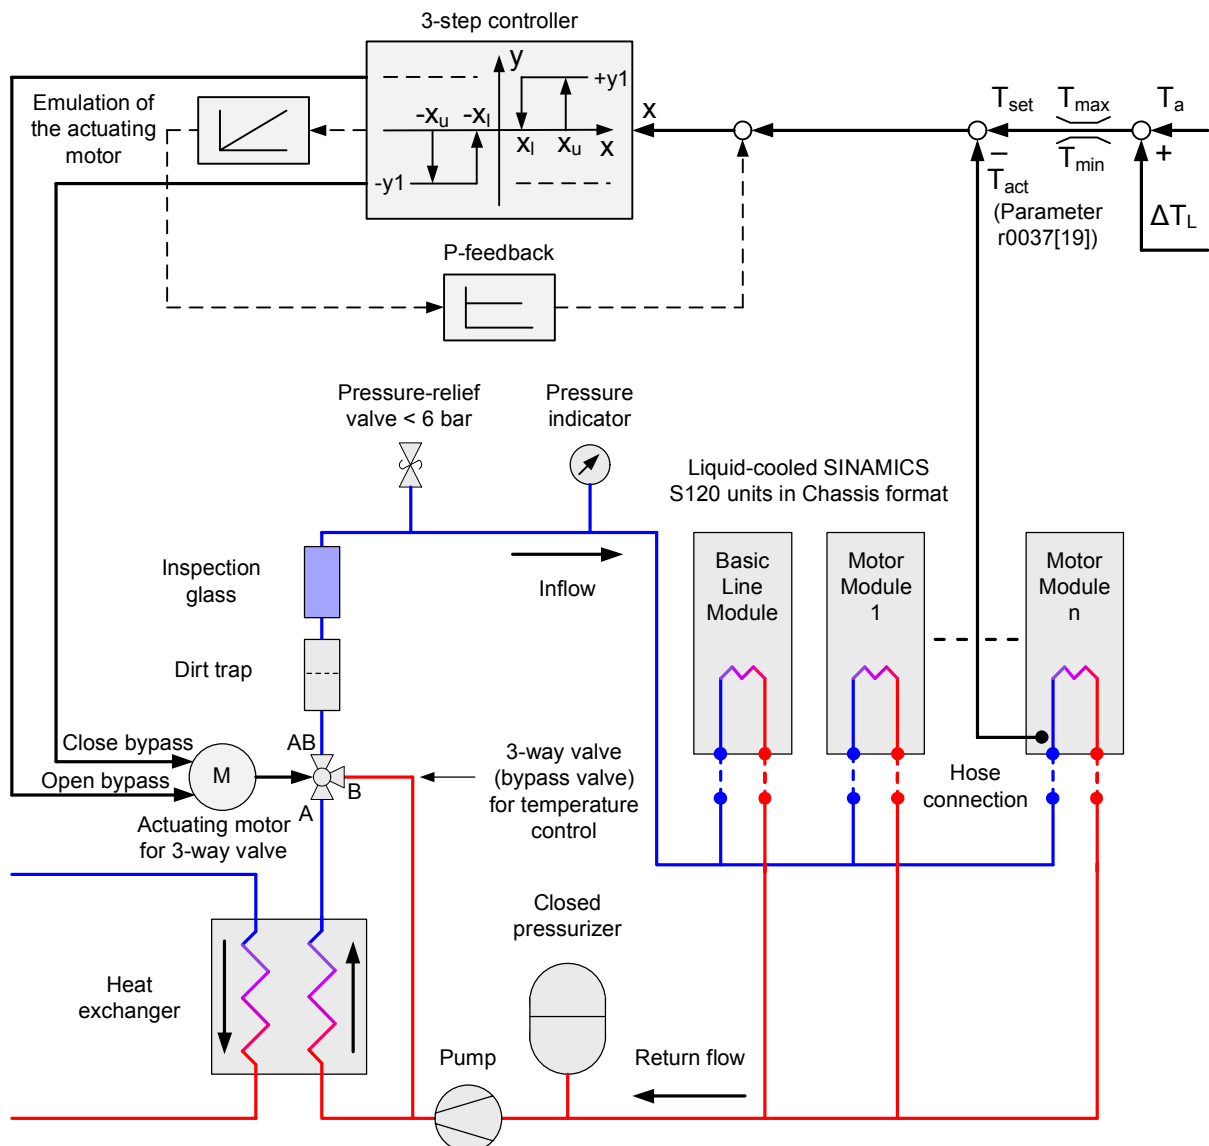 3-step controller
Emulation of
the actuating
motor
y
+y1
-xu
-xl
xl
xu
x
-y1
x
Tset
Tmax
Ta
Tmin
+
–
Tact
(Parameter
r0037[19])
ΔTL
P-feedback
Pressure-relief
valve < 6 bar
Pressure
indicator
Liquid-cooled SINAMICS
S120 units in Chassis format
Inspection
glass
Inflow
Basic
Line
Module
Motor
Module
1
Motor
Module
n
Dirt trap
Close bypass
AB
M
Open bypass
B
A
3-way valve
(bypass valve)
for temperature
control
Hose
connection
Actuating motor
for 3-way valve
Closed
pressurizer
Heat
exchanger
Pump
Return flow